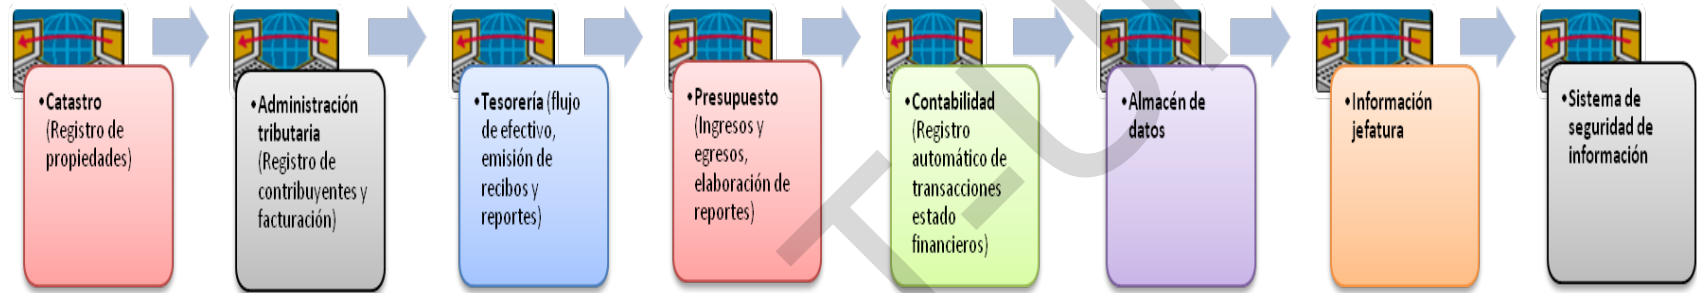 •Catastro
(Registro de
propiedades)
•Administración
tributaria
(Registro de
contribuyentes y
facturación)
•Tesorería (flujo
de efectivo,
emisión de
recibos y
reportes)
•Presupuesto
(Ingresos y
egresos,
elaboración de
reportes)
•Contabilidad
(Registro
automático de
transacciones
estado
financieros)
•Almacén de
datos
•Información
jefatura
•Sistema de
seguridad de
información